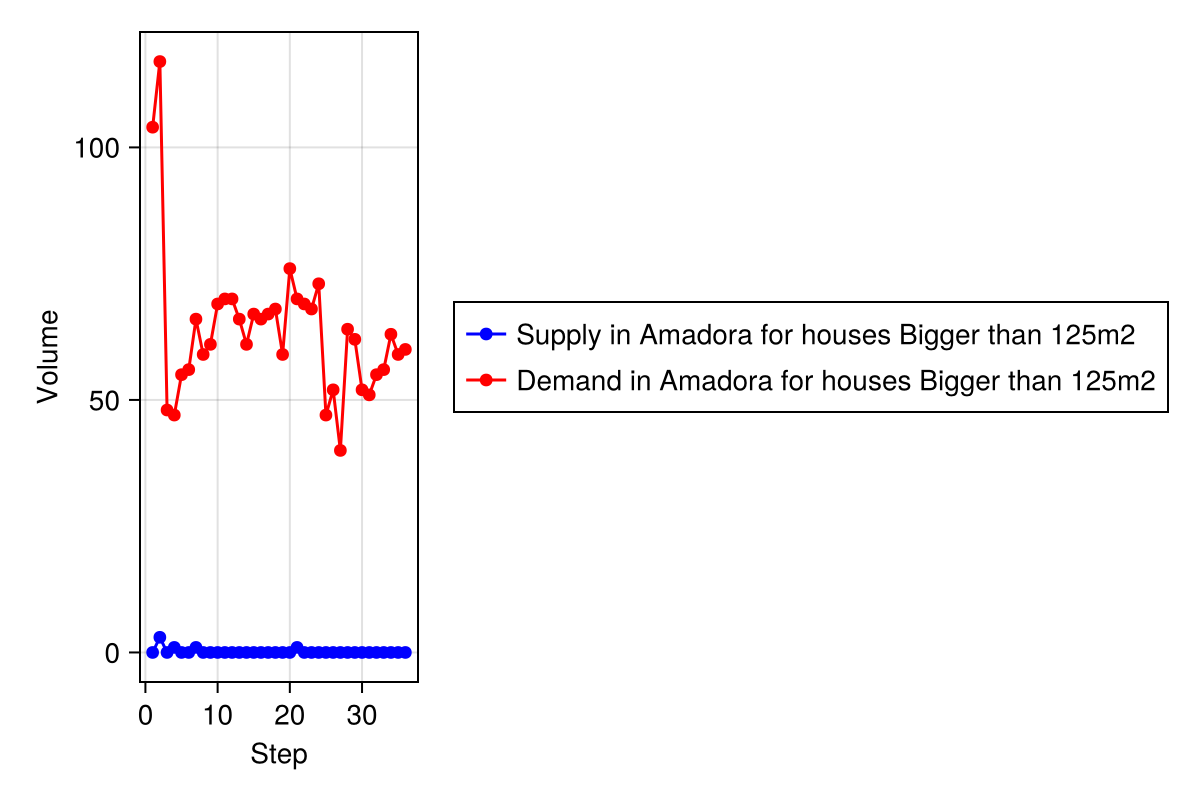 100
50
0
Volume
0 10 20 30
Step
Supply in Amadora for houses Bigger than 125m2
Demand in Amadora for houses Bigger than 125m2